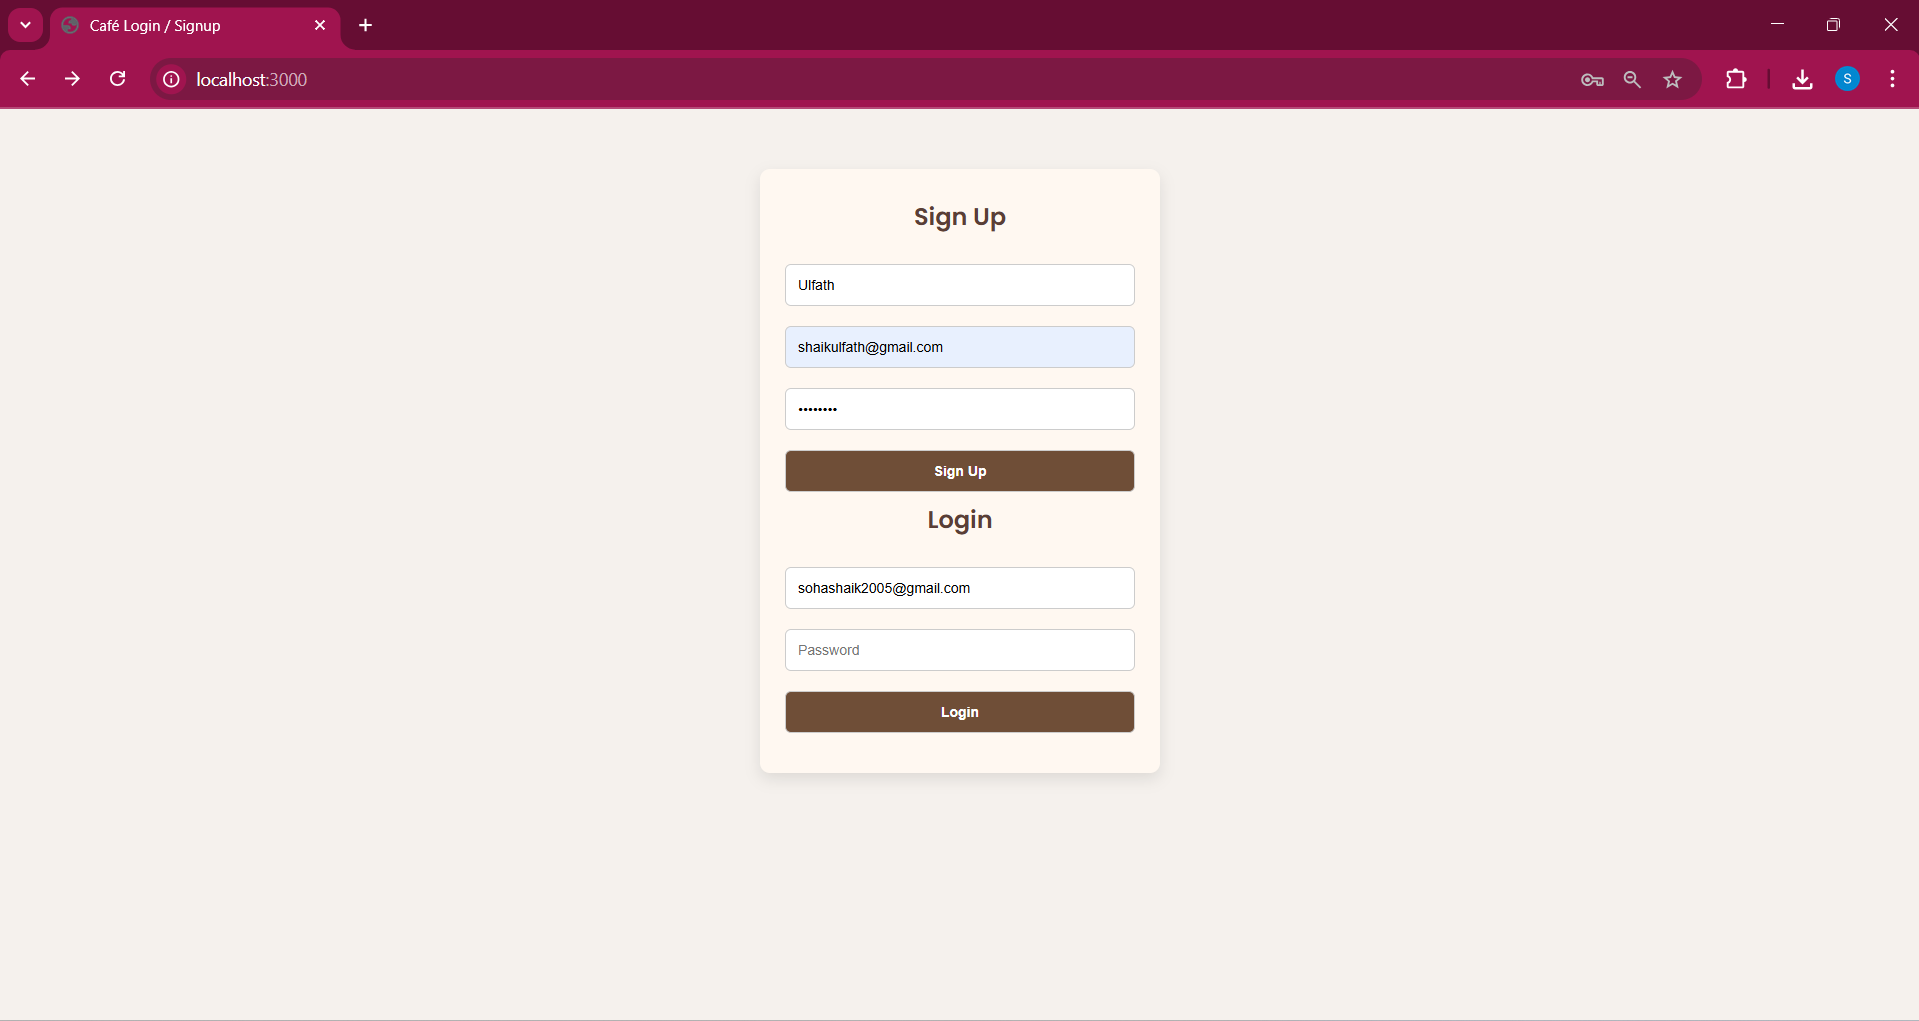 Café Login / Signup
localhost:3000
S
Sign Up
Ulfath
shaikulfath@gmail.com
••••••••
Sign Up
Login
sohashaik2005@gmail.com
Password
Login